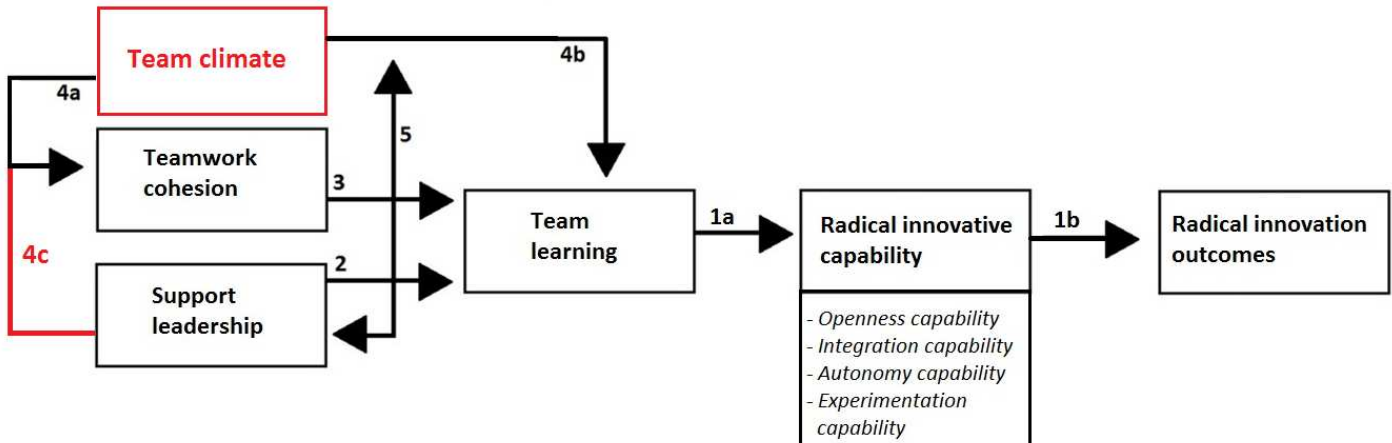 Team climate
4a
4b
5
Teamwork
cohesion
3
4c
Support
leadership
2
Team
learning
1a
Radical innovative
capability
- Openness capability
- Integration capability
- Autonomy capability
- Experimentation
capability
1b
Radical innovation
outcomes